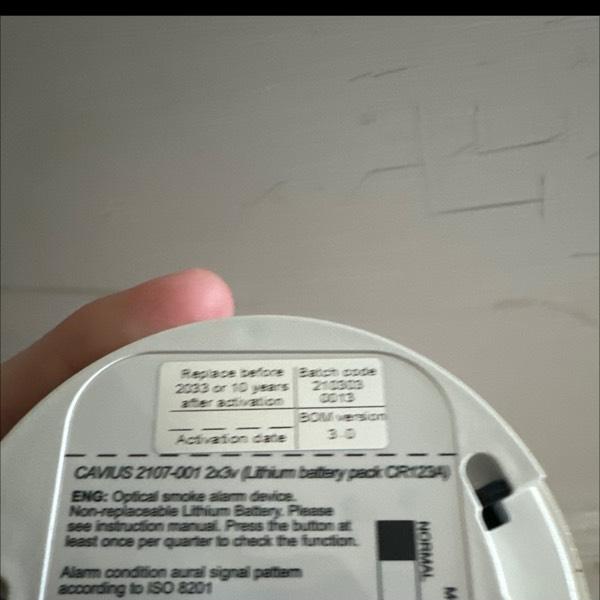 Replace before
2033 or 10 years
after activation
Activation date
Batch code
210303
0013
BOM version
3.0
CAVIUS 2107-001 2x3v (Lithium battery pack CR123A)
ENG: Optical smoke alarm device.
Non-replaceable Lithium Battery. Please
see instruction manual. Press the button at
least once per quarter to check the function.
Alarm condition aural signal pattern
according to ISO 8201
NORMAL